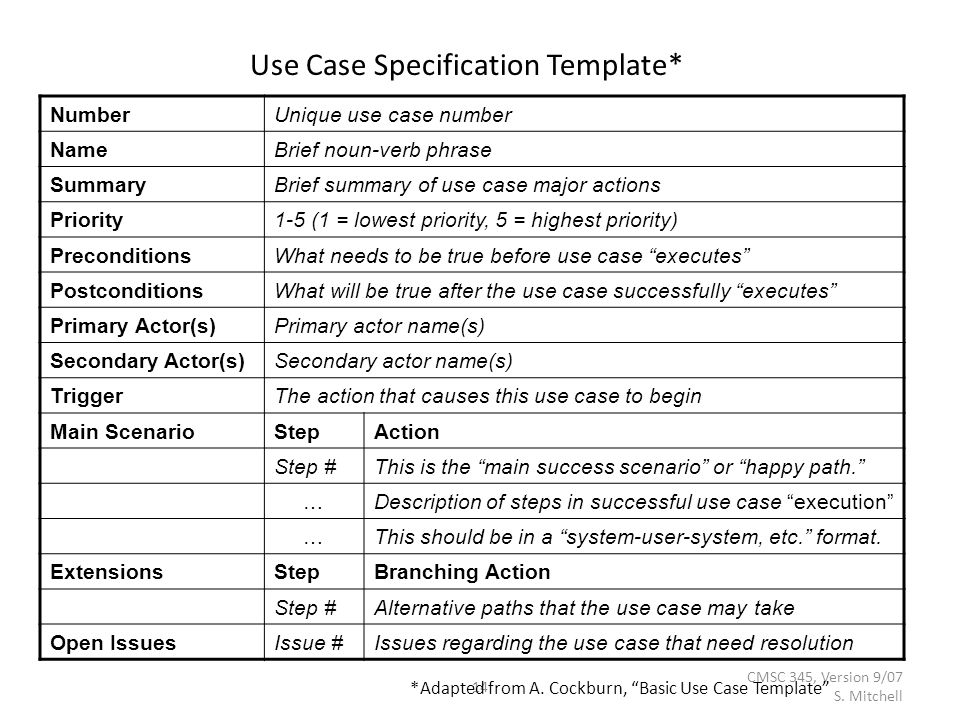 Use Case Specification Template*
Number Unique use case number
Name Brief noun-verb phrase
Summary Brief summary of use case major actions
Priority 1-5 (1 = lowest priority, 5 = highest priority)
Preconditions What needs to be true before use case “executes”
Postconditions What will be true after the use case successfully “executes”
Primary Actor(s) Primary actor name(s)
Secondary Actor(s) Secondary actor name(s)
Trigger The action that causes this use case to begin
Main Scenario Step Action
Step # This is the “main success scenario” or “happy path.”
… Description of steps in successful use case “execution”
… This should be in a “system-user-system, etc.” format.
Extensions Step Branching Action
Step # Alternative paths that the use case may take
Open Issues Issue # Issues regarding the use case that need resolution
CMSC 345, Version 9/07
*Adapted from A. Cockburn, “Basic Use Case Template”
14
S. Mitchell